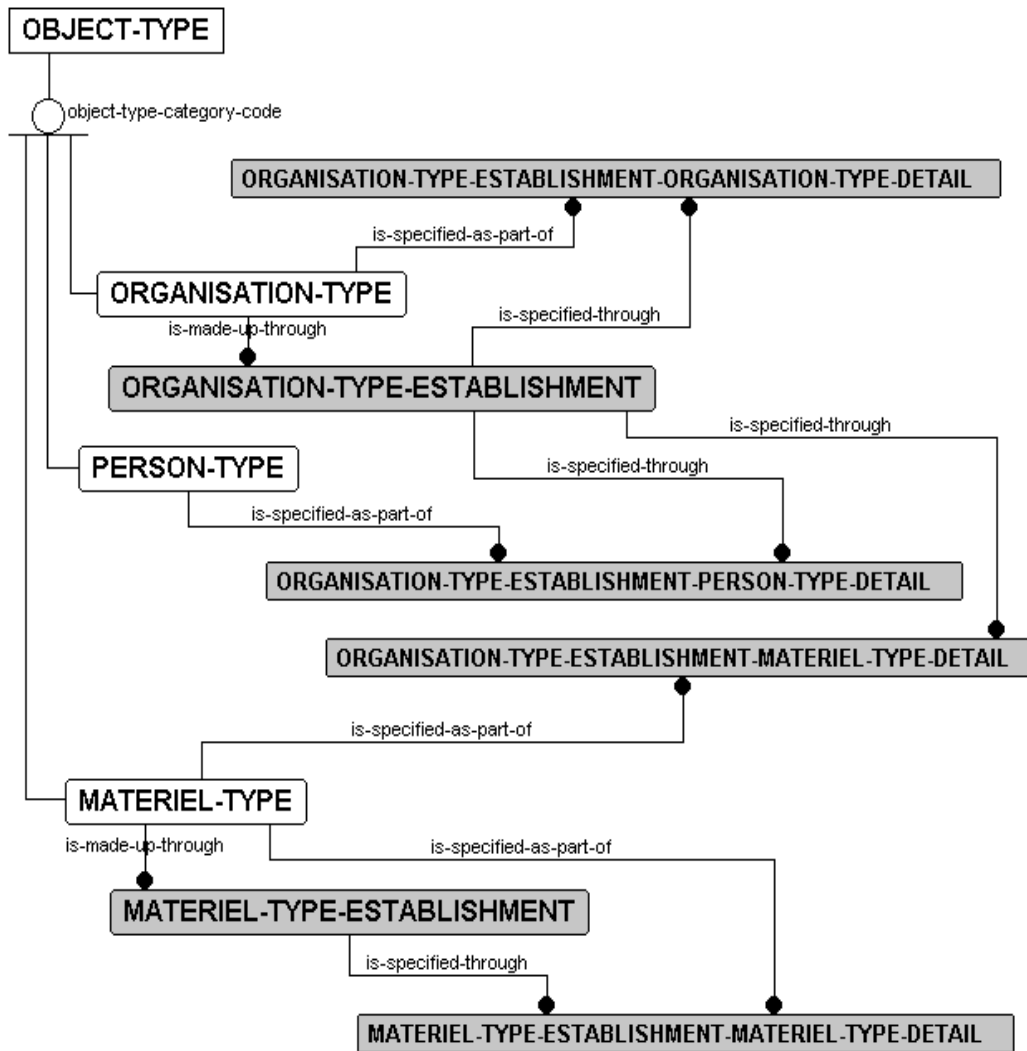 OBJECT-TYPE
object-type-category-code
ORGANISATION-TYPE-ESTABLISHMENT-ORGANISATION-TYPE-DETAIL
is-specified-as-part-of
ORGANISATION-TYPE
is-specified-through
is-made-up-through
ORGANISATION-TYPE-ESTABLISHMENT
is-specified-through
PERSON-TYPE
is-specified-through
is-specified-as-part-of
ORGANISATION-TYPE-ESTABLISHMENT-PERSON-TYPE-DETAIL
ORGANISATION-TYPE-ESTABLISHMENT-MATERIEL-TYPE-DETAIL
is-specified-as-part-of
MATERIEL-TYPE
is-made-up-through
is-specified-as-part-of
MATERIEL-TYPE-ESTABLISHMENT
is-specified-through
MATERIEL-TYPE-ESTABLISHMENT-MATERIEL-TYPE-DETAIL